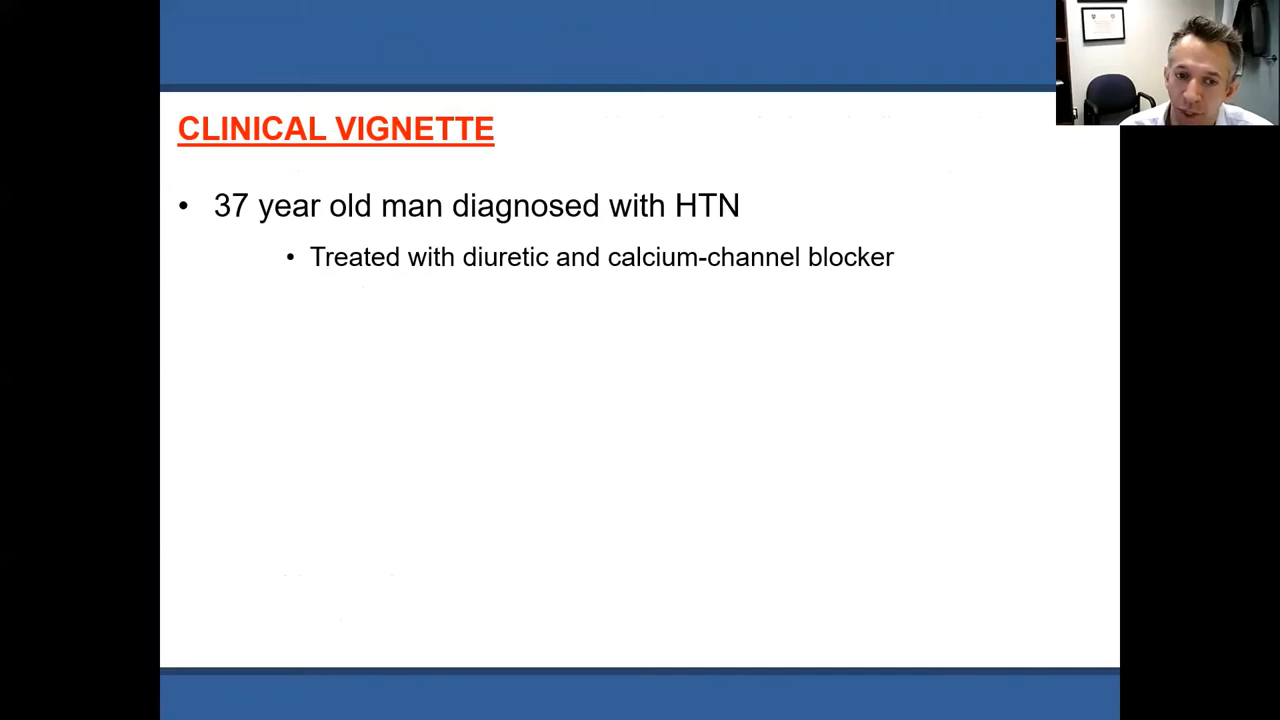 CLINICAL VIGNETTE
• 37 year old man diagnosed with HTN
• Treated with diuretic and calcium-channel blocker